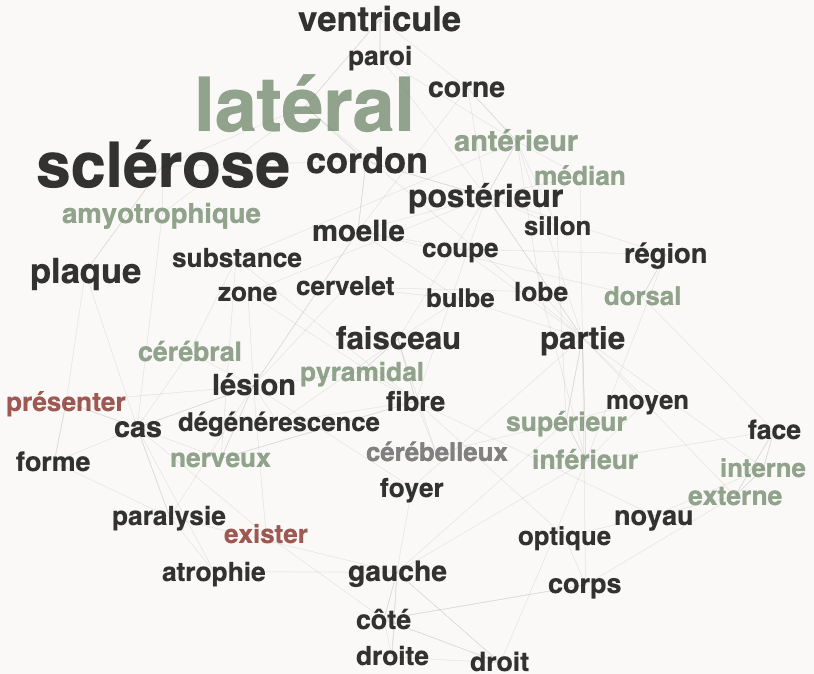 ventricule
paroi
corne
latéral
antérieur
sclérose cordon
médian
postérieur
amyotrophique
sillon
moelle
coupe
région
substance
plaque
zone cervelet bulbe lobe dorsal
faisceau partie
cérébral
pyramidal
lésion
présenter fibre moyen
cas dégénérescence supérieur face
forme nerveux cérébelleux inférieur interne
foyer externe
paralysie noyau
exister optique
atrophie gauche corps
côté
droite droit